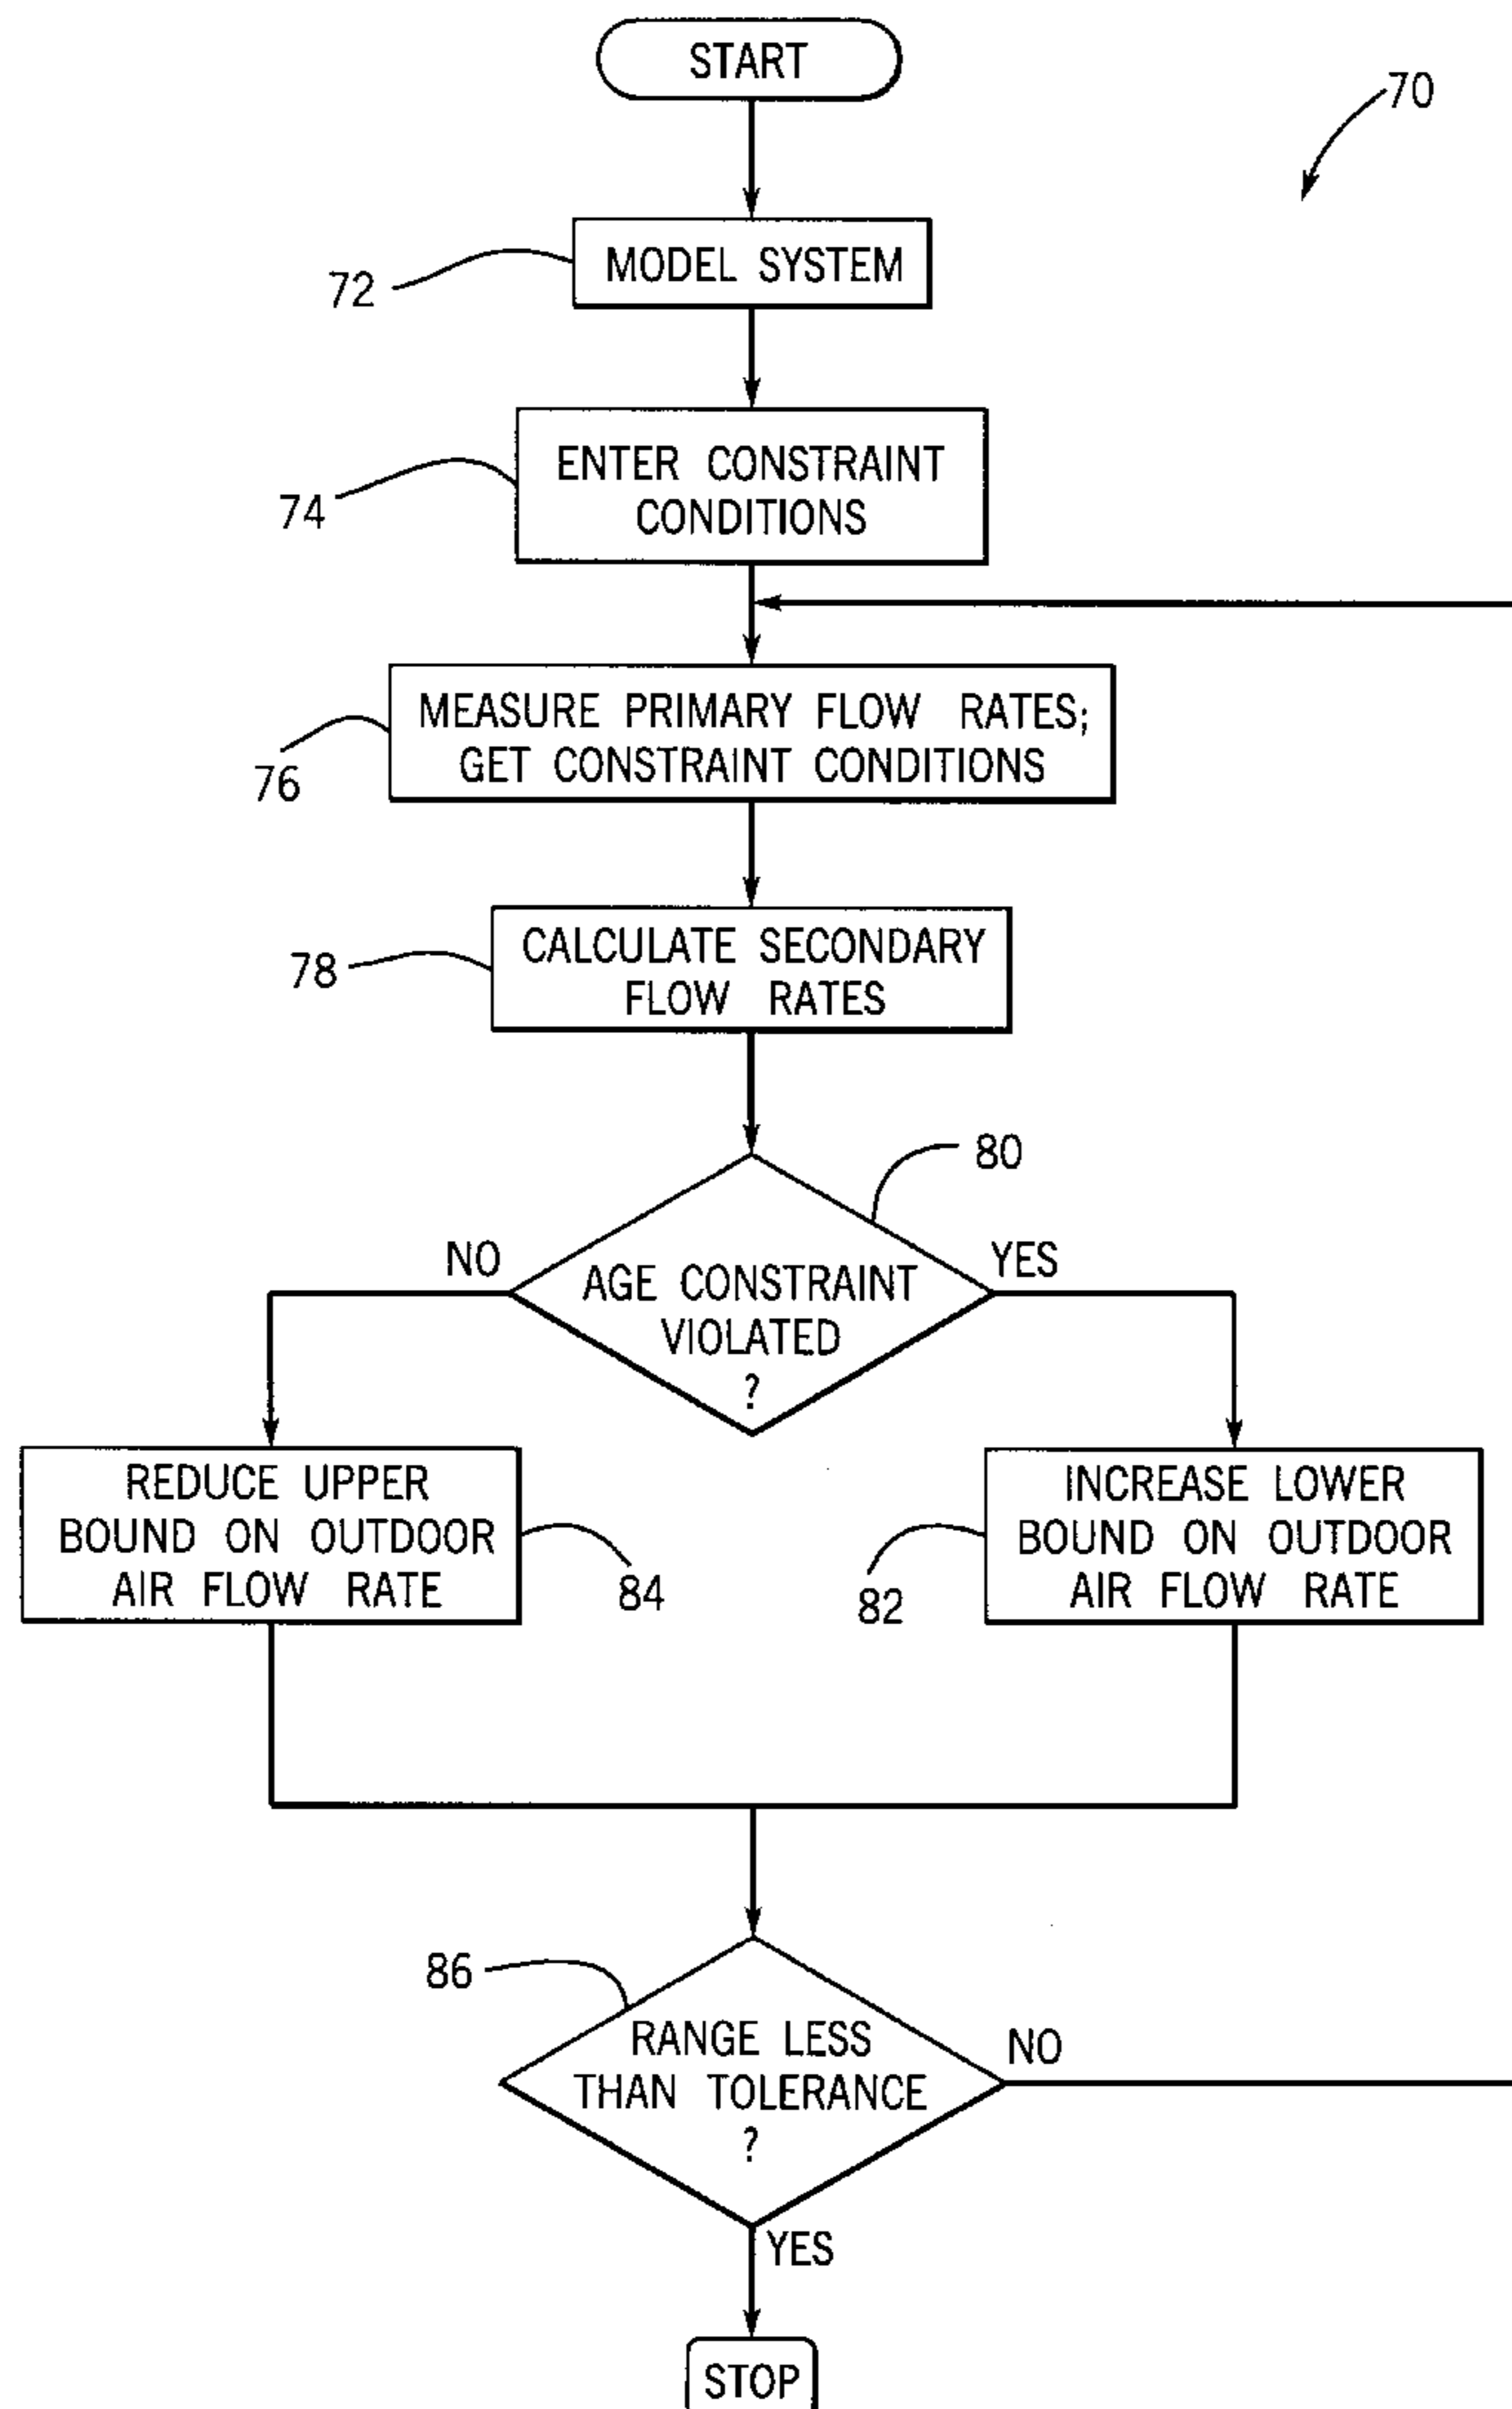 START
70
MODEL SYSTEM
72
ENTER CONSTRAINT
CONDITIONS
74
MEASURE PRIMARY FLOW RATES;
GET CONSTRAINT CONDITIONS
76
CALCULATE SECONDARY
FLOW RATES
78
80
NO
YES
AGE CONSTRAINT
VIOLATED
?
REDUCE UPPER
BOUND ON OUTDOOR
AIR FLOW RATE
84
INCREASE LOWER
BOUND ON OUTDOOR
AIR FLOW RATE
82
86
RANGE LESS
THAN TOLERANCE
?
NO
YES
STOP